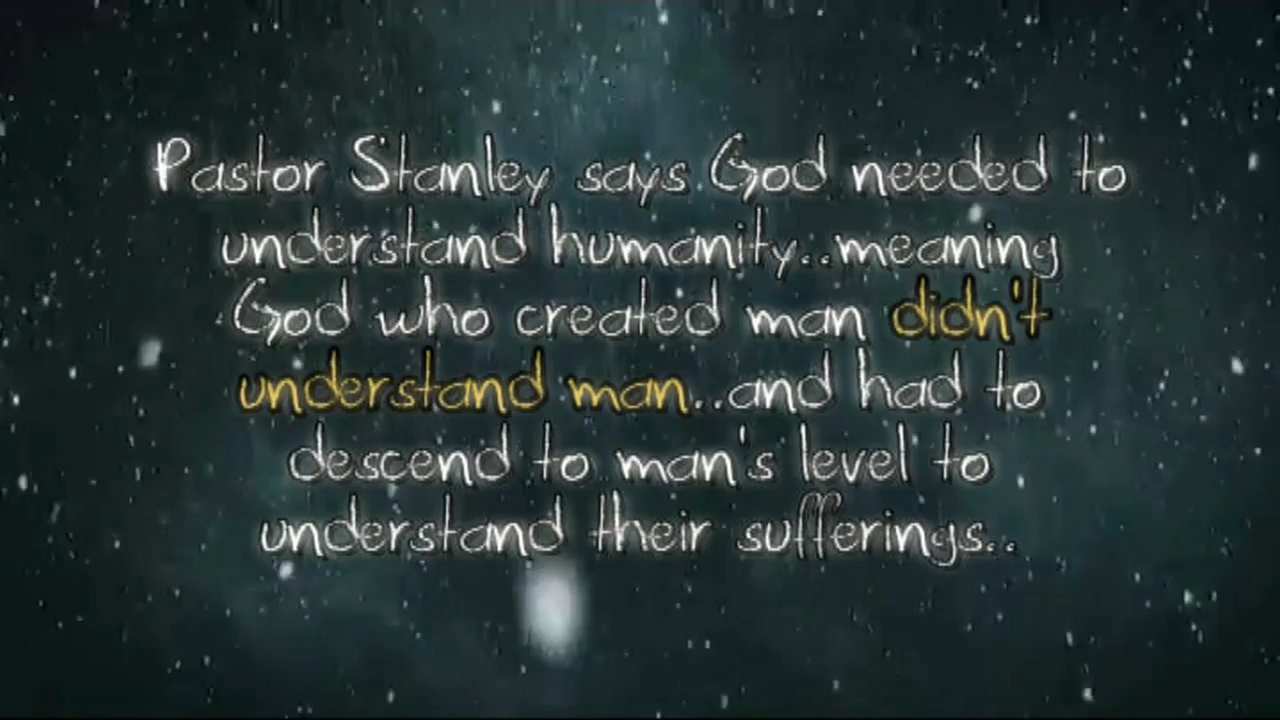 Pastor Stanley says God needed to
understand humanity..meaning
God who created man didn't
understand man..and had to
descend to man's level to
understand their sufferings..